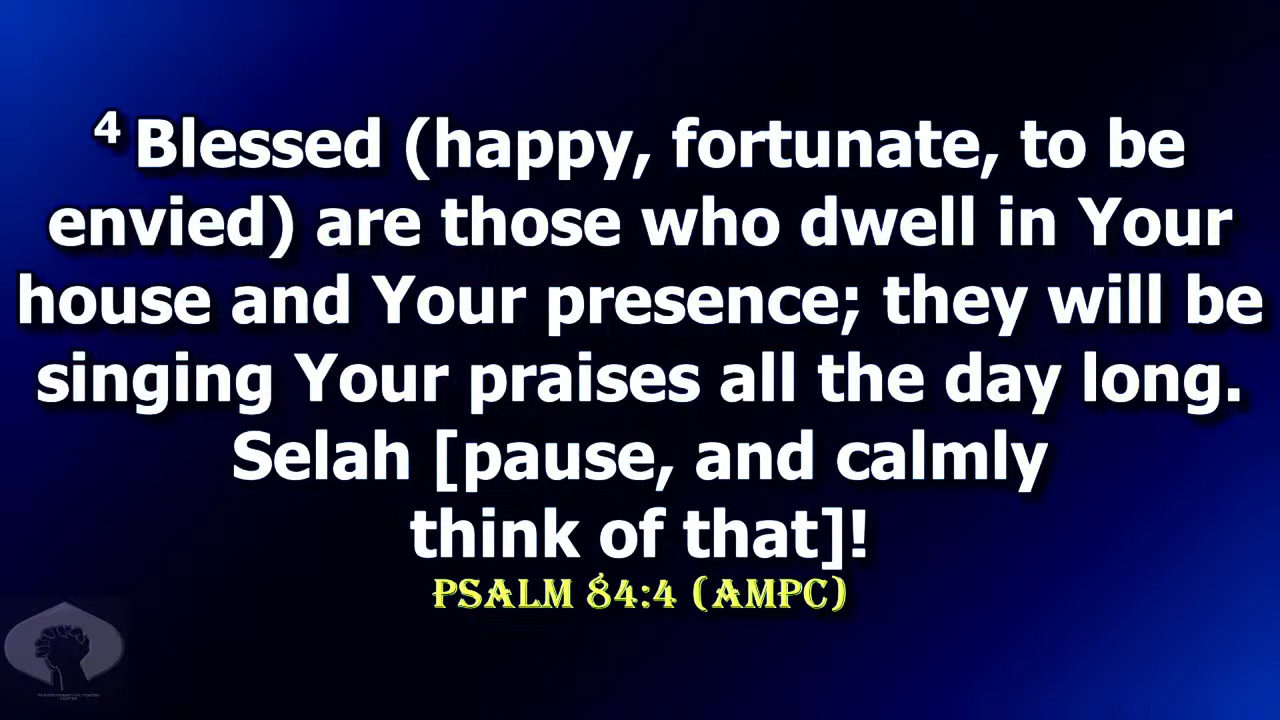 4 Blessed (happy, fortunate, to be
envied) are those who dwell in Your
house and Your presence; they will be
singing Your praises all the day long.
Selah [pause, and calmly
think of that]!
PSALM 84:4 (AMPC)